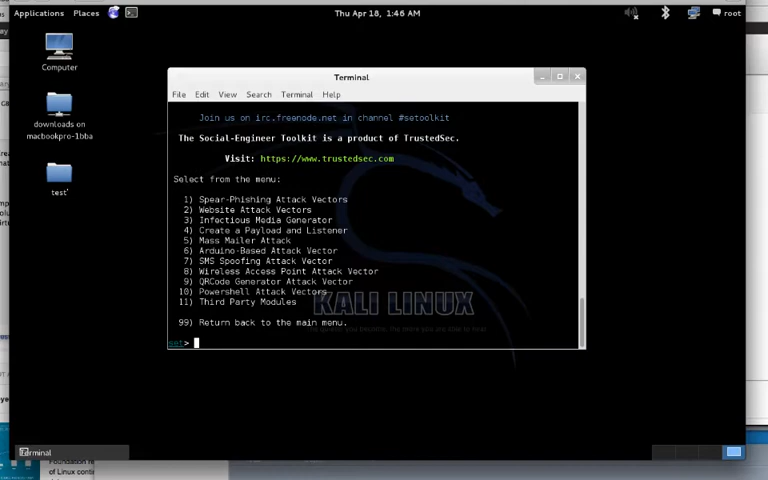 Applications Places Thu Apr 18, 1:46 AM root
Computer
downloads on
macbookpro-1bba
test'
Terminal
File Edit View Search Terminal Help
Join us on irc.freenode.net in channel #setoolkit
The Social-Engineer Toolkit is a product of TrustedSec.
Visit: https://www.trustedsec.com
Select from the menu:
1) Spear-Phishing Attack Vectors
2) Website Attack Vectors
3) Infectious Media Generator
4) Create a Payload and Listener
5) Mass Mailer Attack
6) Arduino-Based Attack Vector
7) SMS Spoofing Attack Vector
8) Wireless Access Point Attack Vector
9) QRCode Generator Attack Vector
10) Powershell Attack Vectors
11) Third Party Modules
KALI LINUX
99) Return back to the main menu.
set>
Terminal
of Linux conti